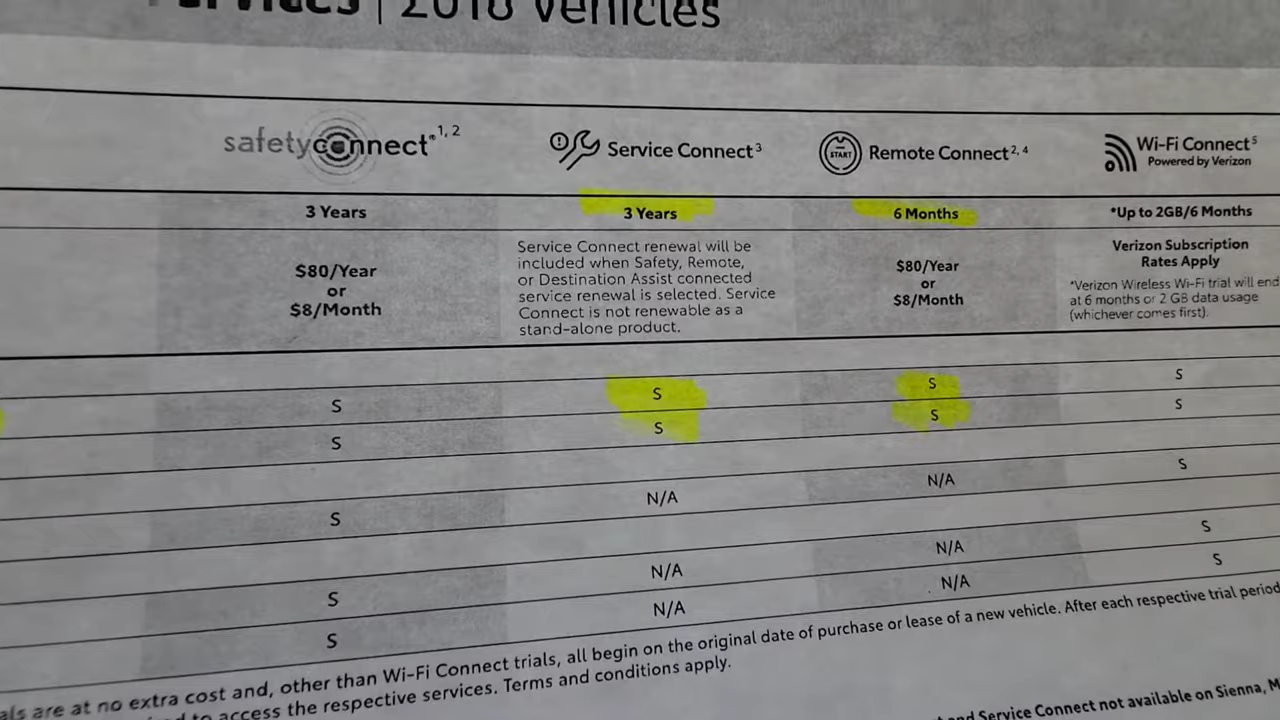 Services | 2018 Vehicles
safetyconnect®1, 2
Service Connect3
START
Remote Connect2, 4
Wi-Fi Connect5
Powered by Verizon
3 Years
3 Years
6 Months
*Up to 2GB/6 Months
$80/Year
or
$8/Month
Service Connect renewal will be
included when Safety, Remote,
or Destination Assist connected
service renewal is selected. Service
Connect is not renewable as a
stand-alone product.
$80/Year
or
$8/Month
Verizon Subscription
Rates Apply
*Verizon Wireless Wi-Fi trial will end
at 6 months or 2 GB data usage
(whichever comes first).
S S S S
S S S S
S N/A N/A S
S N/A N/A S
S N/A N/A S
als are at no extra cost and, other than Wi-Fi Connect trials, all begin on the original date of purchase or lease of a new vehicle. After each respective trial period
to access the respective services. Terms and conditions apply.
and Service Connect not available on Sienna, M